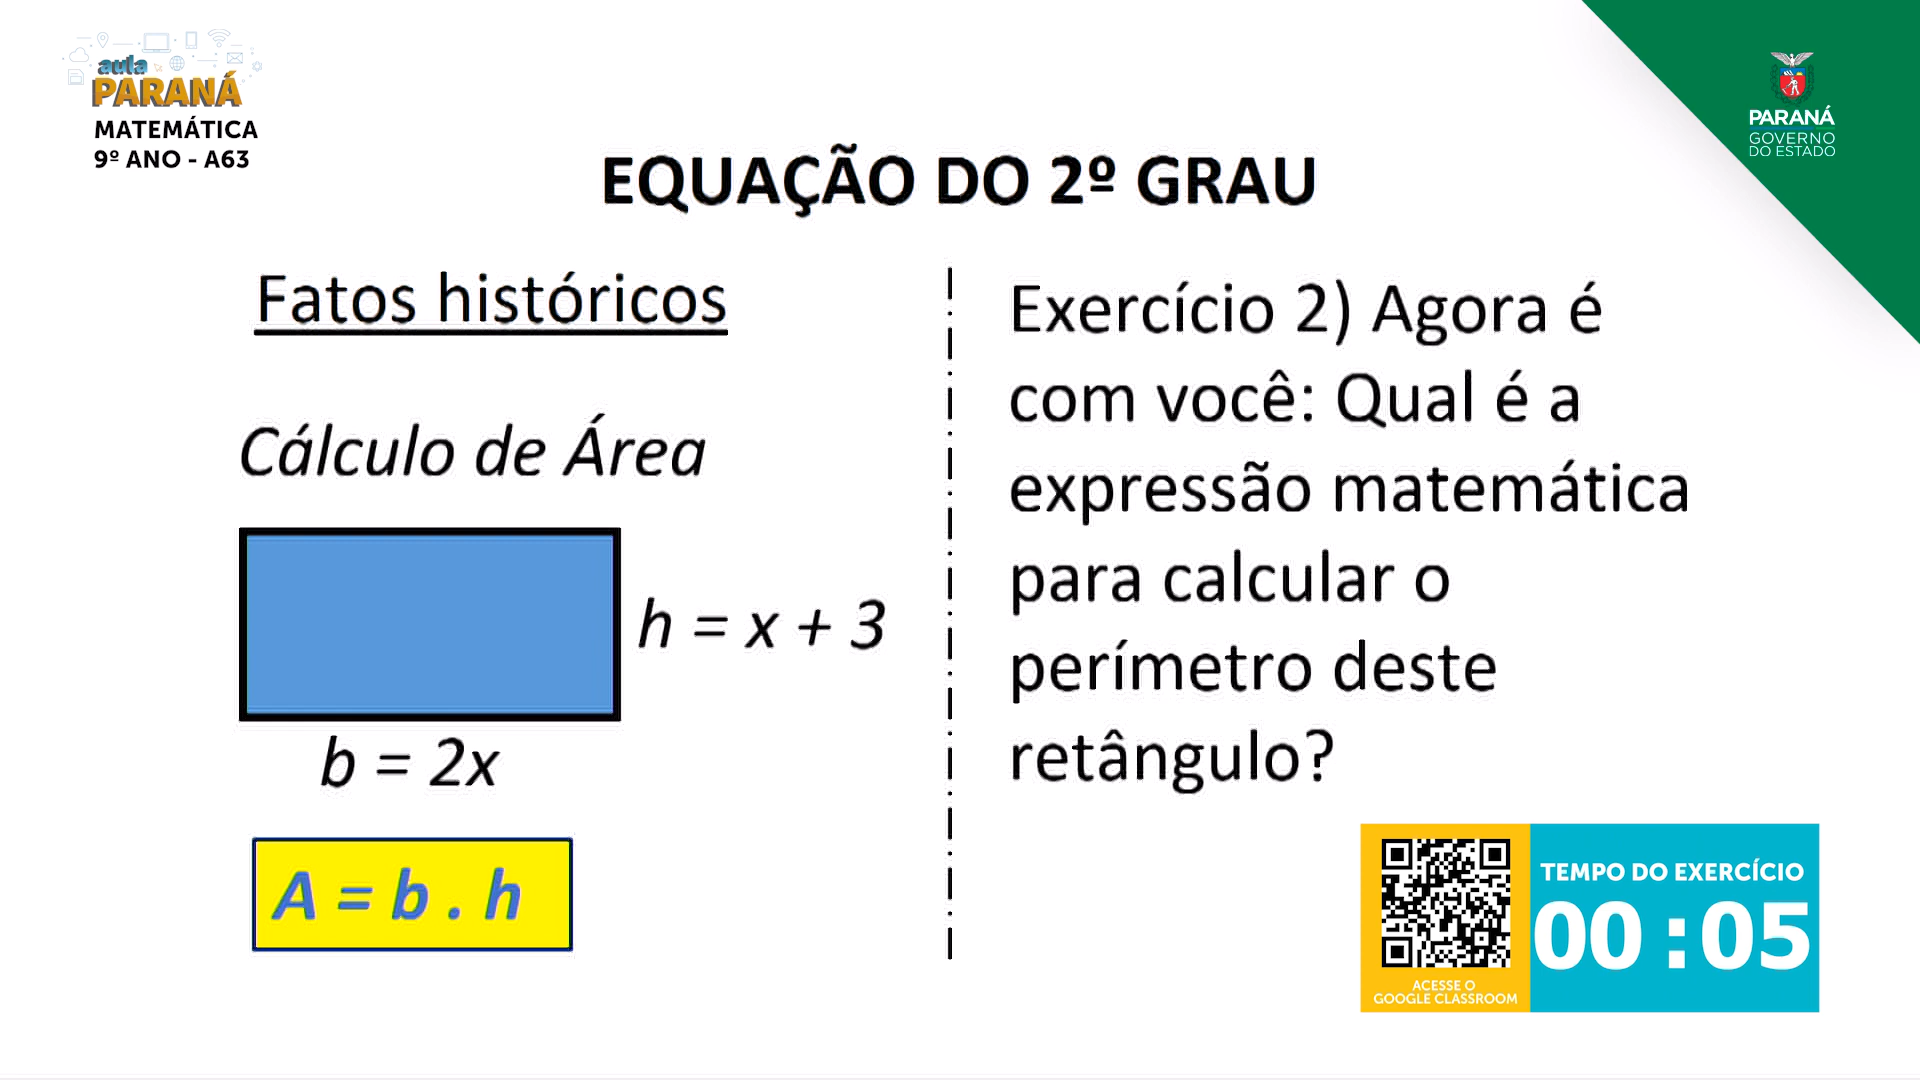 aula
PARANÁ
MATEMÁTICA
9º ANO - A63
PARANÁ
GOVERNO
DO ESTADO
EQUAÇÃO DO 2º GRAU
Fatos históricos
Cálculo de Área
h = x + 3
b = 2x
A = b . h
Exercício 2) Agora é
com você: Qual é a
expressão matemática
para calcular o
perímetro deste
retângulo?
ACESSE O
GOOGLE CLASSROOM
TEMPO DO EXERCÍCIO
00 : 05